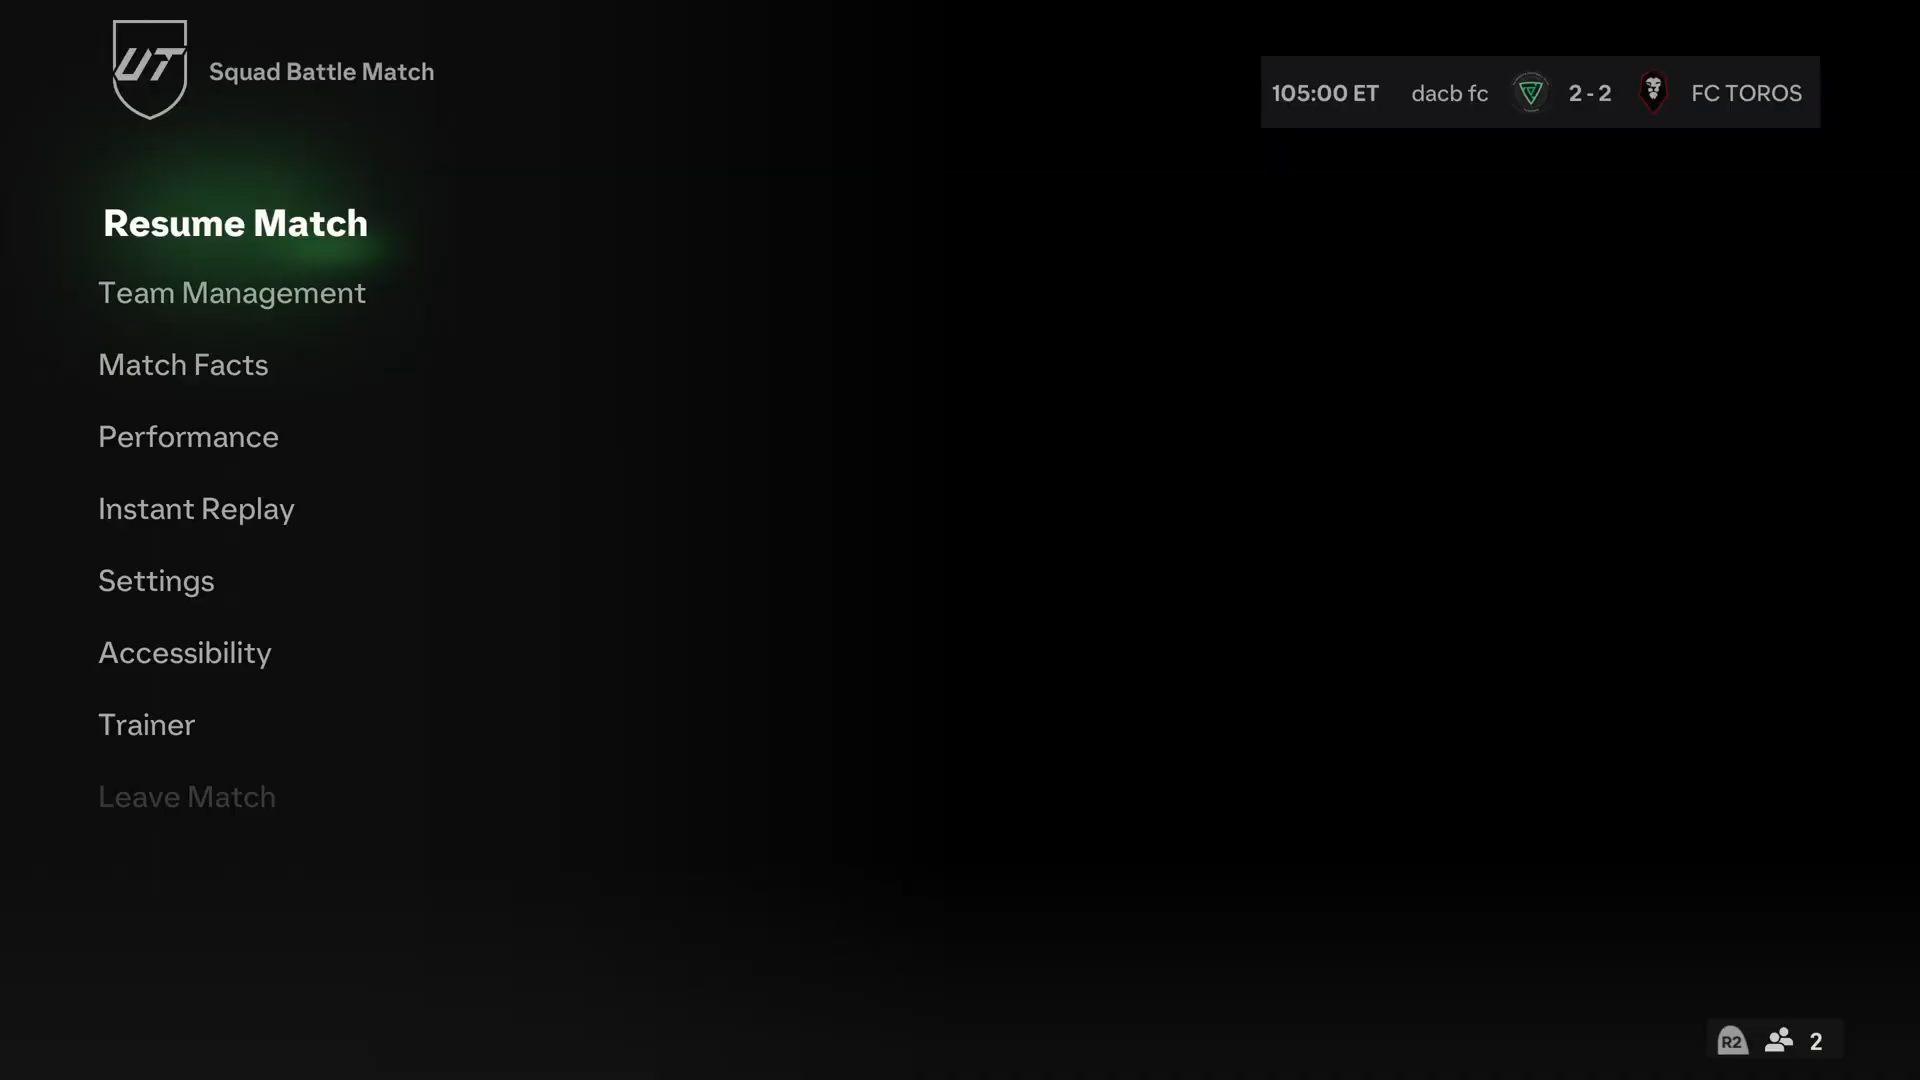 UT
Squad Battle Match
105:00 ET dacb fc 2 - 2 FC TOROS
Resume Match
Team Management
Match Facts
Performance
Instant Replay
Settings
Accessibility
Trainer
Leave Match
R2 2